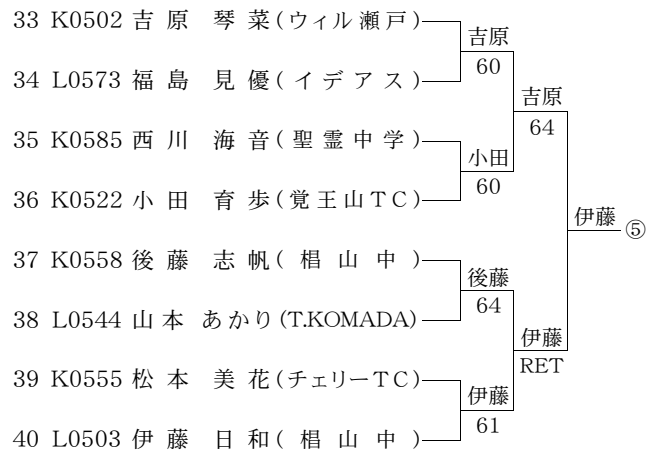 33 K0502 吉原 琴菜(ウィル瀬戸)
吉原
60
34 L0573 福島 見優(イデアス)
吉原
64
35 K0585 西川 海音(聖霊中学)
小田
60
36 K0522 小田 育歩(覚王山TC)
伊藤 ⑤
37 K0558 後藤 志帆(椙山中)
後藤
64
38 L0544 山本 あかり(T.KOMADA)
伊藤
RET
39 K0555 松本 美花(チェリーTC)
伊藤
61
40 L0503 伊藤 日和(椙山中)